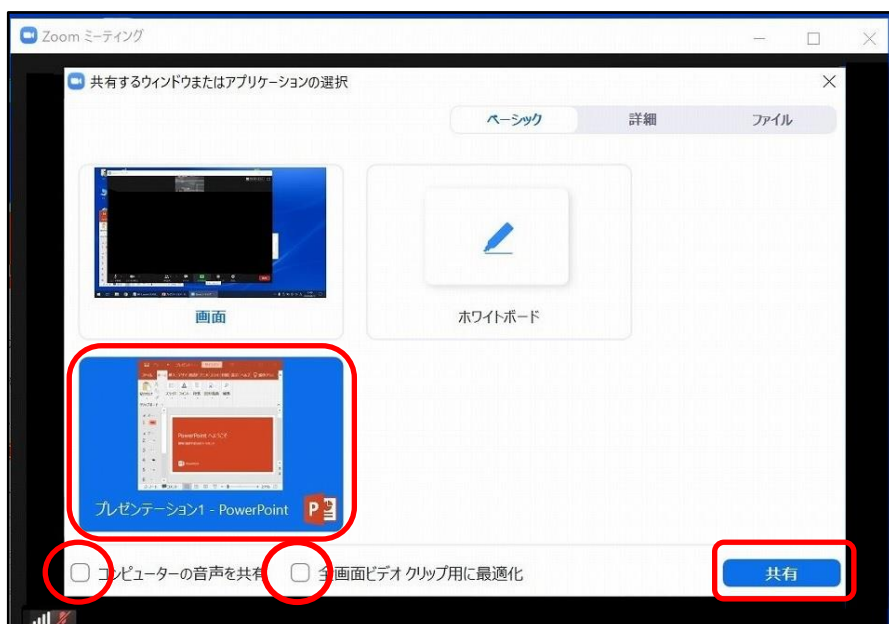 Zoom ミーティング
共有するウィンドウまたはアプリケーションの選択
ベーシック 詳細 ファイル
画面 ホワイトボード
PowerPoint へようこそ
プレゼンテーション1 - PowerPoint
コンピューターの音声を共有 全画面ビデオ クリップ用に最適化
共有